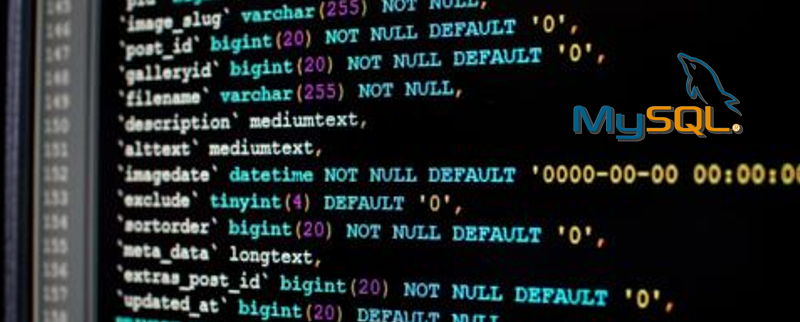 145
`pid` big
`image_slug` varchar(255) NOT NULL,
146
`post_id` bigint(20) NOT NULL DEFAULT '0',
147
`galleryid` bigint(20) NOT NULL DEFAULT '0',
148
`filename` varchar(255) NOT NULL,
149
`description` mediumtext,
150
`alttext` mediumtext,
151
`imagedate` datetime NOT NULL DEFAULT '0000-00-00 00:00:00
152
`exclude` tinyint(4) DEFAULT '0',
153
`sortorder` bigint(20) NOT NULL DEFAULT '0',
154
`meta_data` longtext,
155
`extras_post_id` bigint(20) NOT NULL DEFAULT '0',
156
`updated_at` bigint(20) DEFAULT NULL
157
158
MySQL®